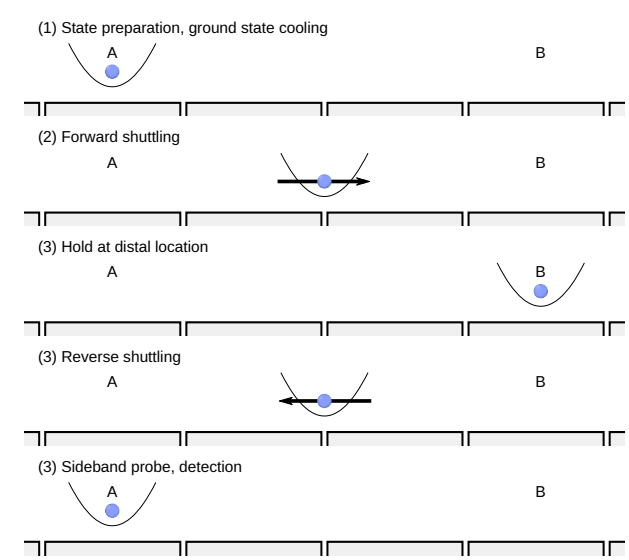 (1) State preparation, ground state cooling
A B
(2) Forward shuttling
A B
(3) Hold at distal location
A B
(3) Reverse shuttling
A B
(3) Sideband probe, detection
A B